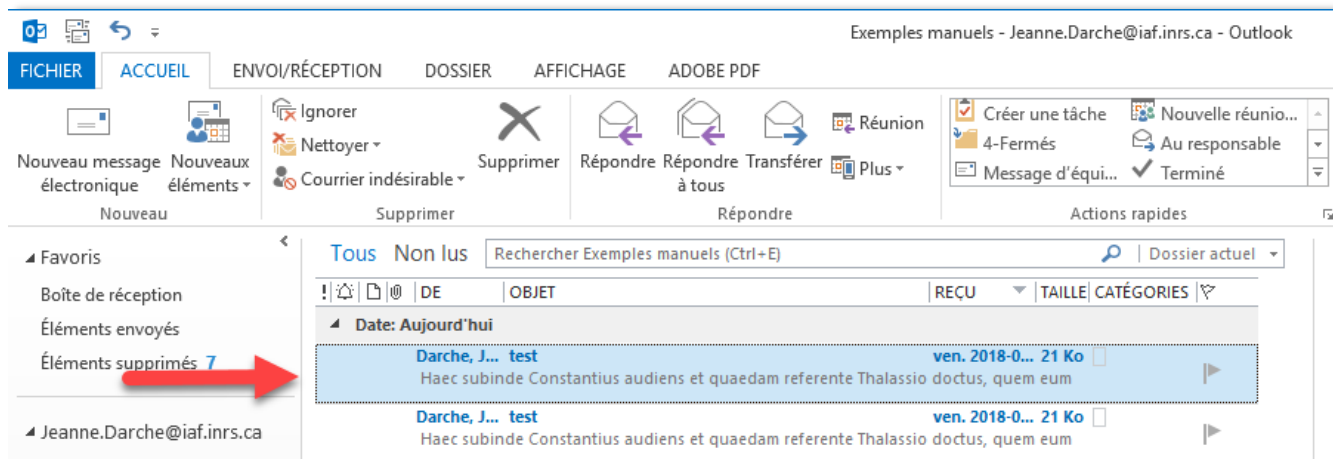 Exemples manuels - Jeanne.Darche@iaf.inrs.ca - Outlook
FICHIER ACCUEIL ENVOI/RÉCEPTION DOSSIER AFFICHAGE ADOBE PDF
Nouveau message électronique
Nouveaux éléments
Nouveau
Ignorer
Nettoyer
Courrier indésirable
Supprimer
Supprimer
Répondre
Répondre à tous
Transférer
Réunion
Plus
Répondre
Créer une tâche
4-Fermés
Message d'équi...
Nouvelle réunio...
Au responsable
Terminé
Actions rapides
Favoris
Boîte de réception
Éléments envoyés
Éléments supprimés 7
Jeanne.Darche@iaf.inrs.ca
Tous Non lus Rechercher Exemples manuels (Ctrl+E) Dossier actuel
! DE OBJET REÇU TAILLE CATÉGORIES
Date: Aujourd'hui
Darche, J... test ven. 2018-0... 21 Ko
Haec subinde Constantius audiens et quaedam referente Thalassio doctus, quem eum
Darche, J... test ven. 2018-0... 21 Ko
Haec subinde Constantius audiens et quaedam referente Thalassio doctus, quem eum